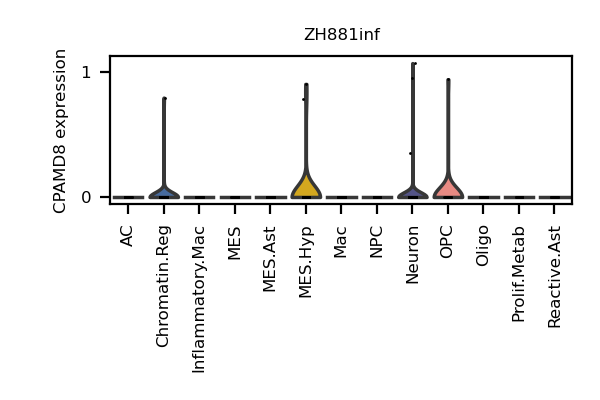 ZH881inf
CPAMD8 expression
1
0
AC
Chromatin.Reg
Inflammatory.Mac
MES
MES.Ast
MES.Hyp
Mac
NPC
Neuron
OPC
Oligo
Prolif.Metab
Reactive.Ast